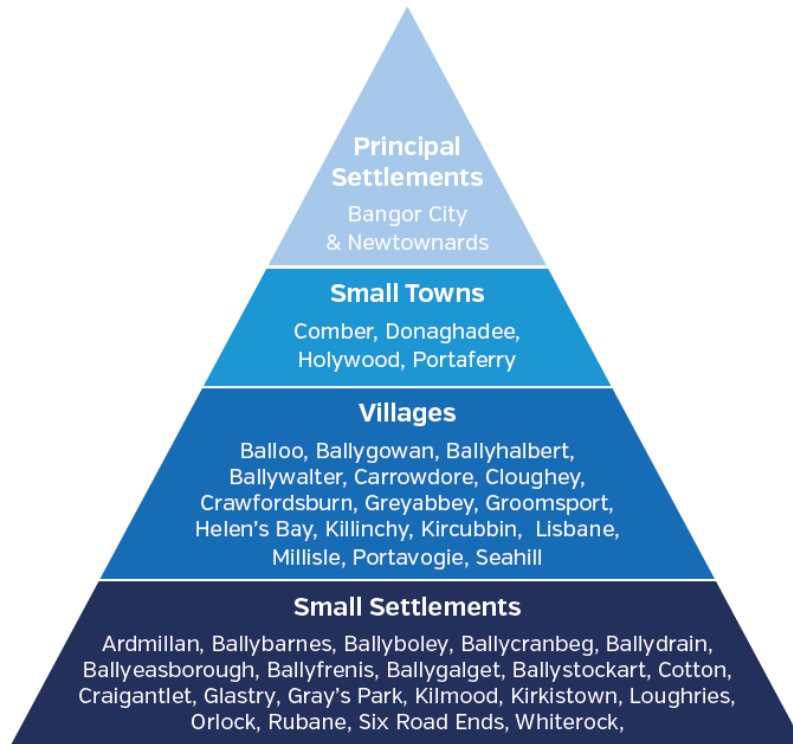 Principal
Settlements
Bangor City
& Newtownards
Small Towns
Comber, Donaghadee,
Holywood, Portaferry
Villages
Balloo, Ballygowan, Ballyhalbert,
Ballywalter, Carrowdore, Cloughey,
Crawfordsburn, Greyabbey, Groomsport,
Helen's Bay, Killinchy, Kircubbin, Lisbane,
Millisle, Portavogie, Seahill
Small Settlements
Ardmillan, Ballybarnes, Ballyboley, Ballycranbeg, Ballydrain,
Ballyeasborough, Ballyfrenis, Ballygalget, Ballystockart, Cotton,
Craigantlet, Glastry, Gray's Park, Kilmood, Kirkistown, Loughries,
Orlock, Rubane, Six Road Ends, Whiterock,